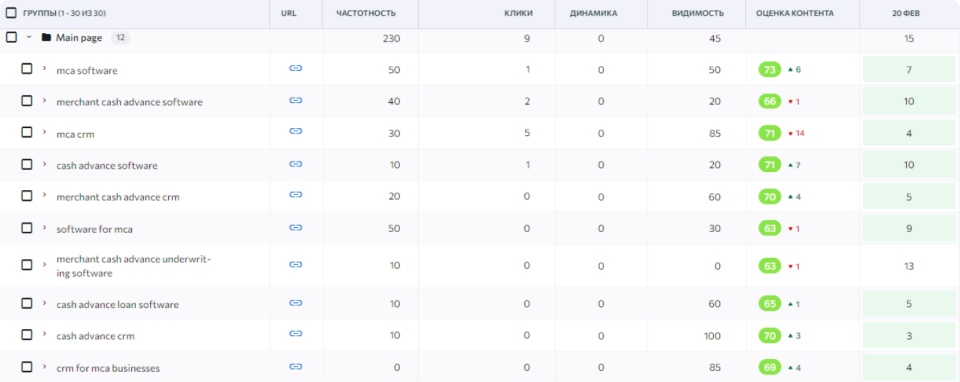 ГРУППЫ (1 - 30 ИЗ 30) URL ЧАСТОТНОСТЬ КЛИКИ ДИНАМИКА ВИДИМОСТЬ ОЦЕНКА КОНТЕНТА 20 ФЕВ
Main page 12 230 9 0 45 15
mca software 50 1 0 50 73 6 7
merchant cash advance software 40 2 0 20 66 1 10
mca crm 30 5 0 85 71 14 4
cash advance software 10 1 0 20 71 7 10
merchant cash advance crm 20 0 0 60 70 4 5
software for mca 50 0 0 30 63 1 9
merchant cash advance underwrit-
ing software 10 0 0 0 63 1 13
cash advance loan software 10 0 0 60 65 1 5
cash advance crm 10 0 0 100 70 3 3
crm for mca businesses 0 0 0 85 69 4 4